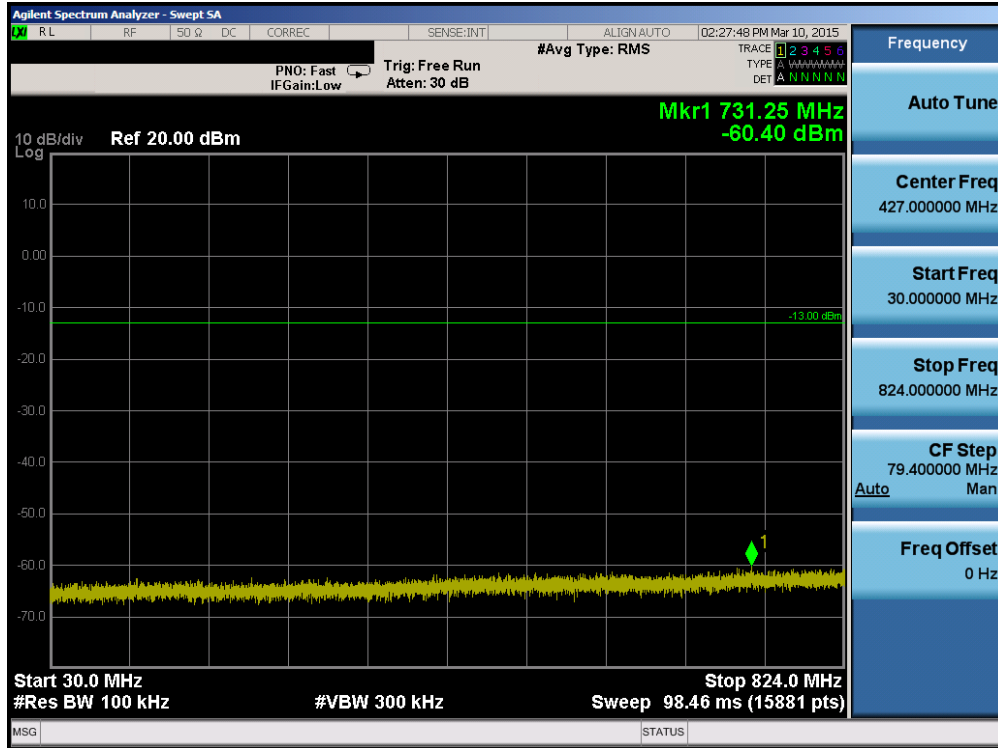 Agilent Spectrum Analyzer - Swept SA
LXI RL RF 50 Ω DC CORREC SENSE:INT ALIGN AUTO 02:27:48 PM Mar 10, 2015
#Avg Type: RMS TRACE 1 2 3 4 5 6
PNO: Fast Trig: Free Run TYPE A
IFGain:Low Atten: 30 dB DET A N N N N N
Mkr1 731.25 MHz
-60.40 dBm
10 dB/div Ref 20.00 dBm
Log
10.0
0.00
-10.0
-13.00 dBm
-20.0
-30.0
-40.0
-50.0
1
-60.0
-70.0
Start 30.0 MHz Stop 824.0 MHz
#Res BW 100 kHz #VBW 300 kHz Sweep 98.46 ms (15881 pts)
MSG STATUS
Frequency
Auto Tune
Center Freq
427.000000 MHz
Start Freq
30.000000 MHz
Stop Freq
824.000000 MHz
CF Step
79.400000 MHz
Auto Man
Freq Offset
0 Hz